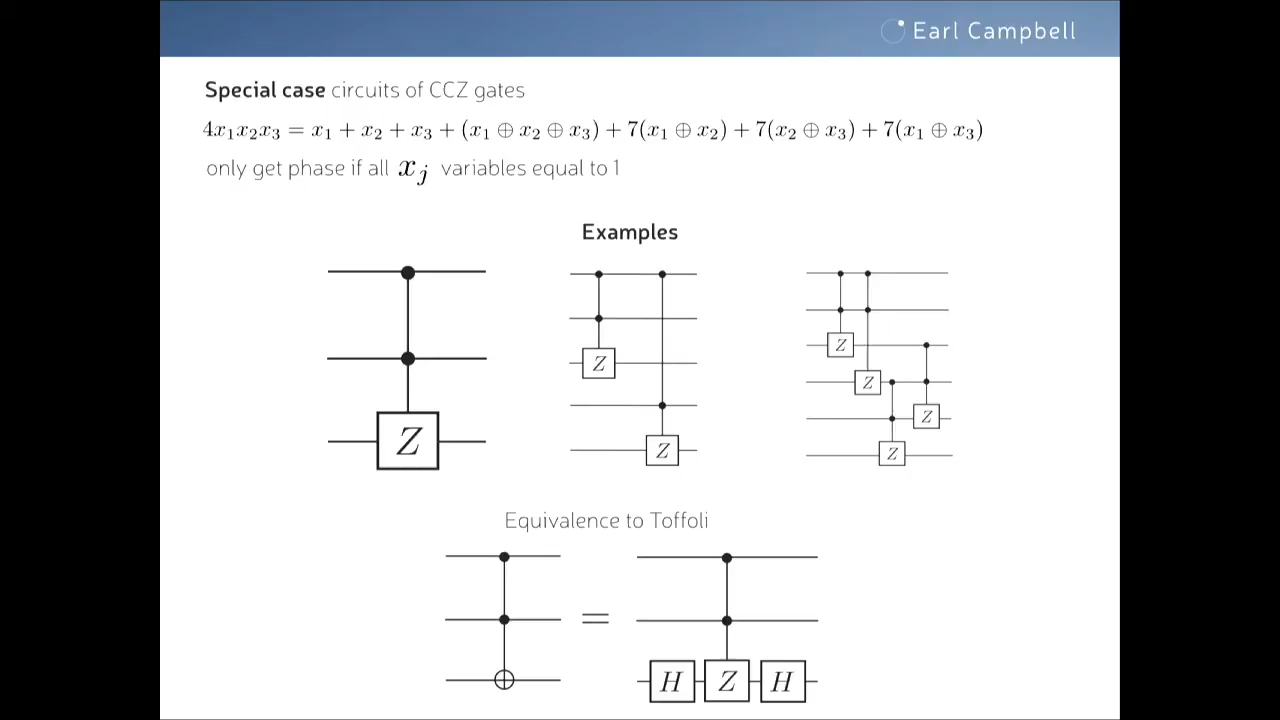 Earl Campbell
Special case circuits of CCZ gates
4x₁x₂x₃ = x₁ + x₂ + x₃ + (x₁ ⊕ x₂ ⊕ x₃) + 7(x₁ ⊕ x₂) + 7(x₂ ⊕ x₃) + 7(x₁ ⊕ x₃)
only get phase if all xⱼ variables equal to 1
Examples
Z
Z
Z
Z
Z
Z
Z
Equivalence to Toffoli
=
H Z H